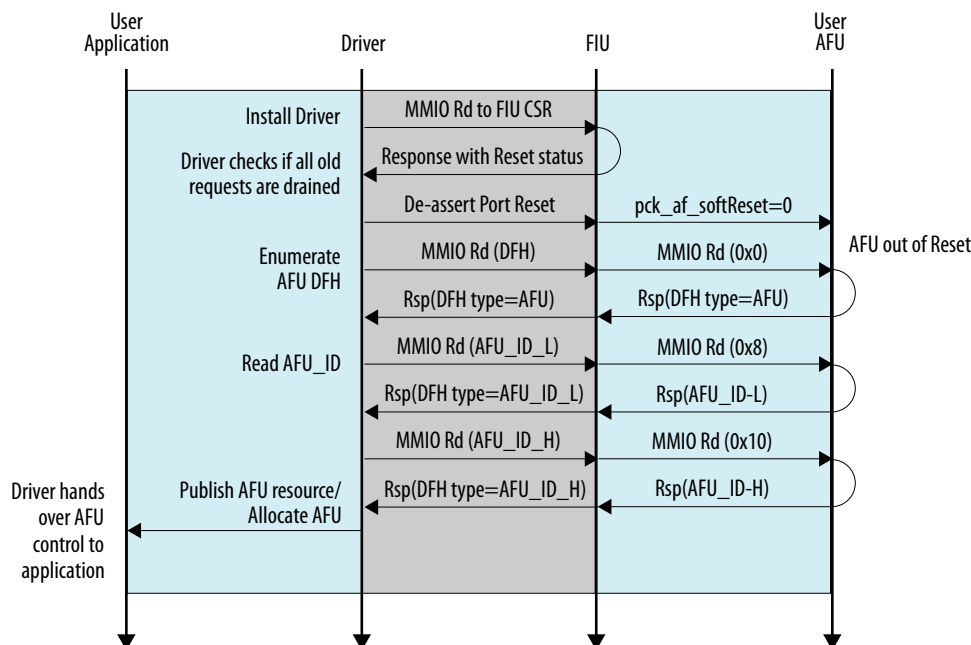 User
Application
Driver
FIU
User
AFU
Install Driver
MMIO Rd to FIU CSR
Driver checks if all old
requests are drained
Response with Reset status
De-assert Port Reset
pck_af_softReset=0
AFU out of Reset
Enumerate
AFU DFH
MMIO Rd (DFH)
MMIO Rd (0x0)
Rsp(DFH type=AFU)
Rsp(DFH type=AFU)
Read AFU_ID
MMIO Rd (AFU_ID_L)
MMIO Rd (0x8)
Rsp(DFH type=AFU_ID_L)
Rsp(AFU_ID-L)
MMIO Rd (AFU_ID_H)
MMIO Rd (0x10)
Driver hands
over AFU
control to
application
Publish AFU resource/
Allocate AFU
Rsp(DFH type=AFU_ID_H)
Rsp(AFU_ID-H)